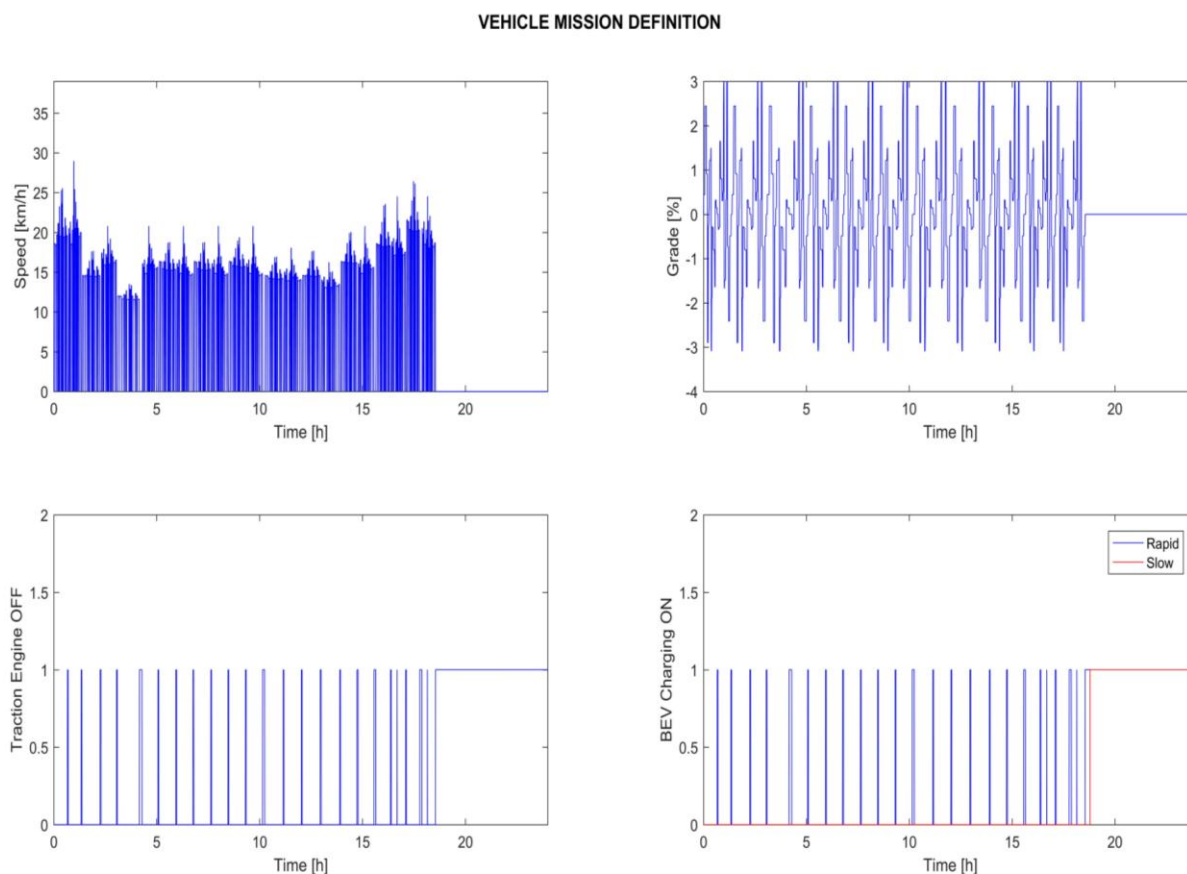 VEHICLE MISSION DEFINITION
35
30
25
20
15
10
5
0
Speed [km/h]
0 5 10 15 20
Time [h]
3
2
1
0
-1
-2
-3
-4
Grade [%]
0 5 10 15 20
Time [h]
2
1.5
1
0.5
0
Traction Engine OFF
0 5 10 15 20
Time [h]
2
1.5
1
0.5
0
BEV Charging ON
Rapid
Slow
0 5 10 15 20
Time [h]